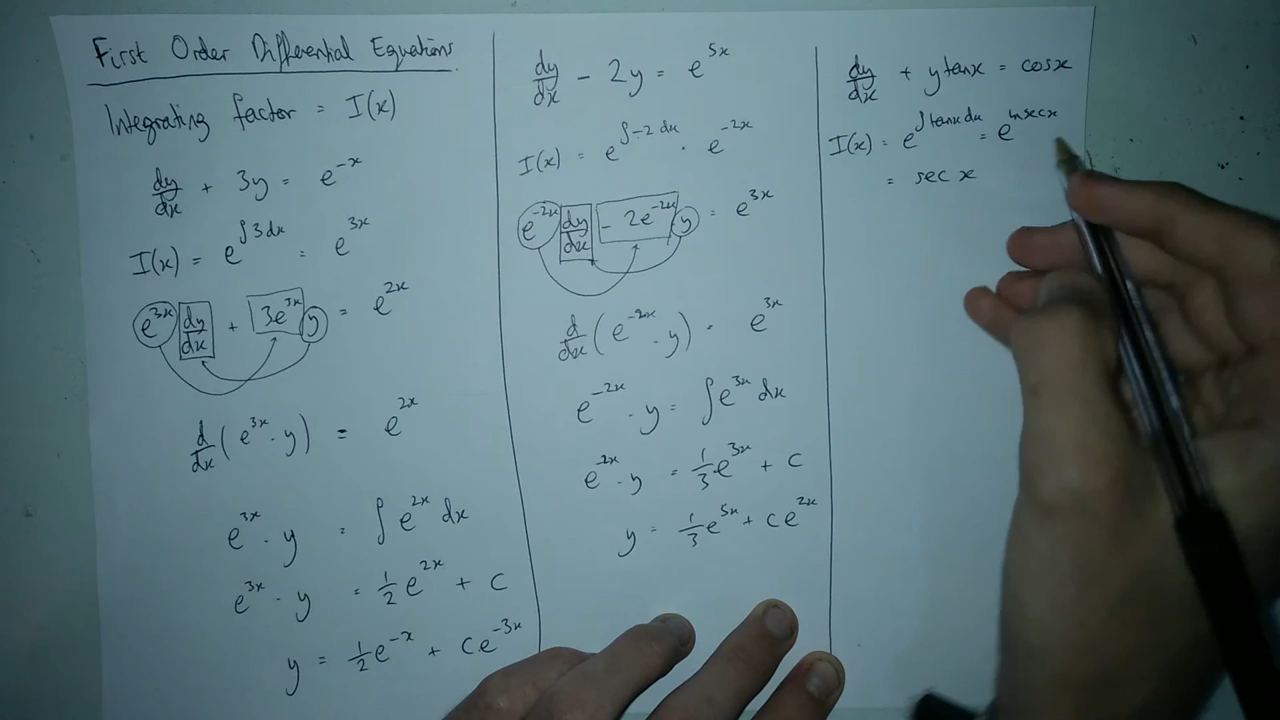 First Order Differential Equations
Integrating factor = I(x)
dy/dx + 3y = e^{-x}
I(x) = e^{∫3dx} = e^{3x}
e^{3x} dy/dx + 3e^{3x} y = e^{2x}
d/dx (e^{3x} · y) = e^{2x}
e^{3x} · y = ∫e^{2x} dx
e^{3x} · y = 1/2 e^{2x} + c
y = 1/2 e^{-x} + ce^{-3x}
dy/dx - 2y = e^{5x}
I(x) = e^{∫-2dx} = e^{-2x}
e^{-2x} dy/dx - 2e^{-2x} y = e^{3x}
d/dx (e^{-2x} · y) = e^{3x}
e^{-2x} · y = ∫e^{3x} dx
e^{-2x} · y = 1/3 e^{3x} + c
y = 1/3 e^{5x} + ce^{2x}
dy/dx + y tanx = cosx
I(x) = e^{∫tanx dx} = e^{lnsecx}
= sec x